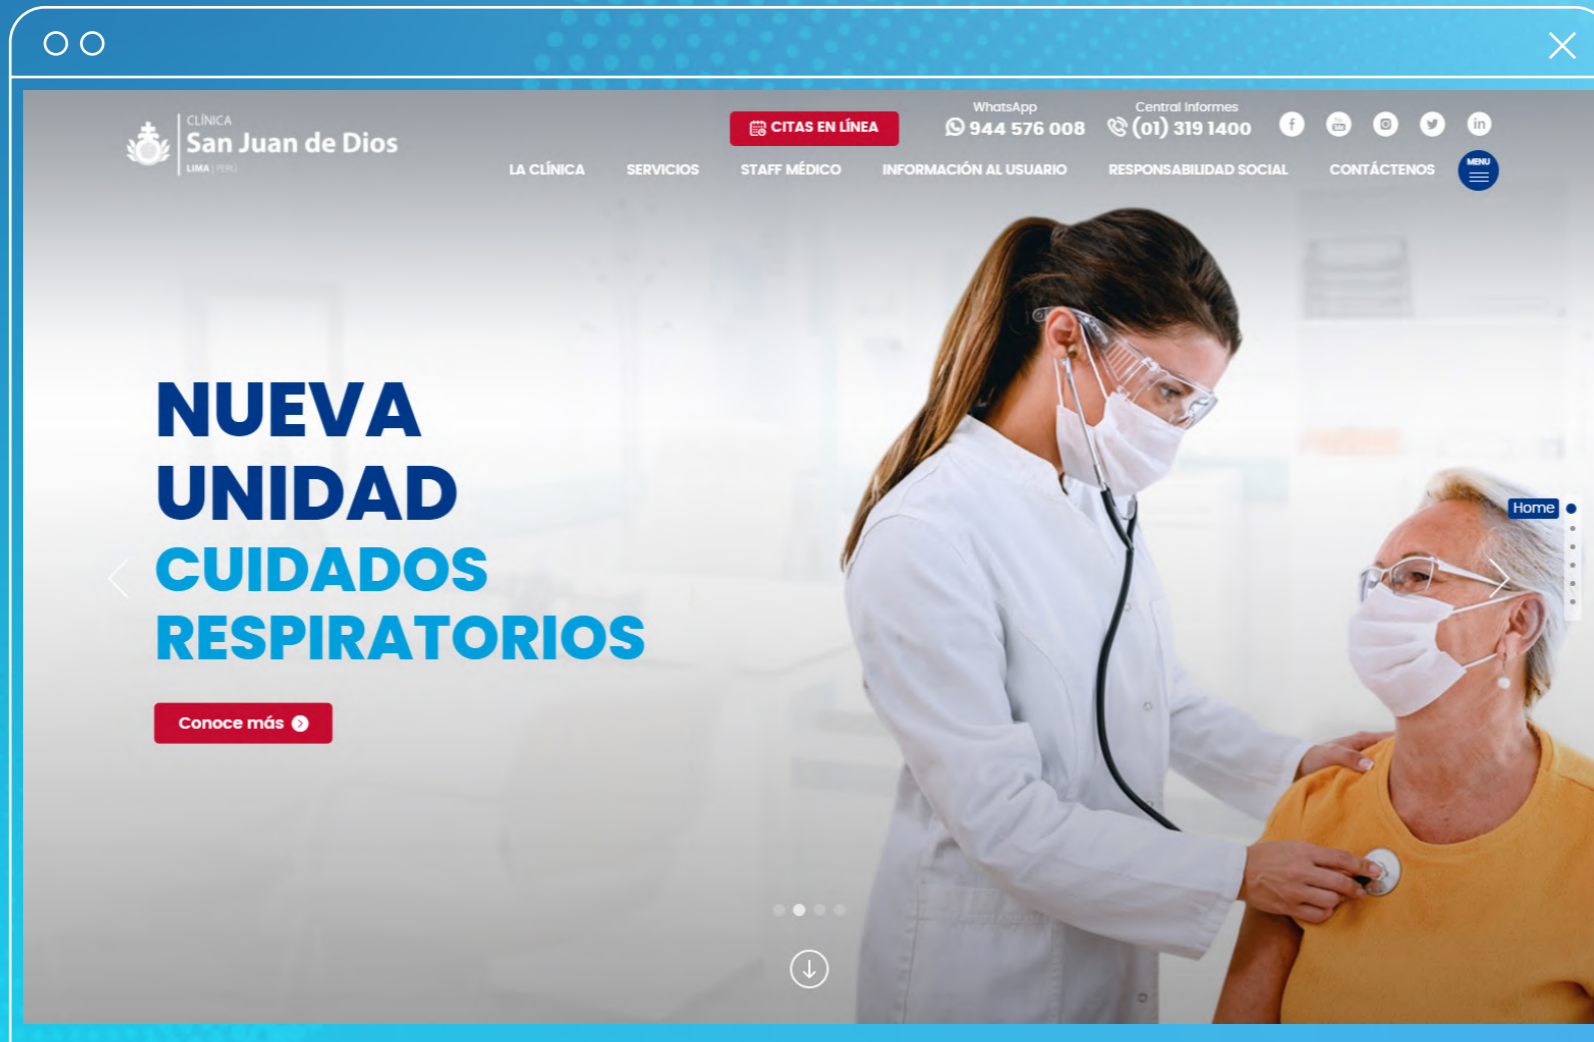 CLÍNICA
San Juan de Dios
LIMA | PERÚ
CITAS EN LÍNEA
WhatsApp
944 576 008
Central Informes
(01) 319 1400
LA CLÍNICA
SERVICIOS
STAFF MÉDICO
INFORMACIÓN AL USUARIO
RESPONSABILIDAD SOCIAL
CONTÁCTENOS
MENU
NUEVA
UNIDAD
CUIDADOS
RESPIRATORIOS
Conoce más
Home